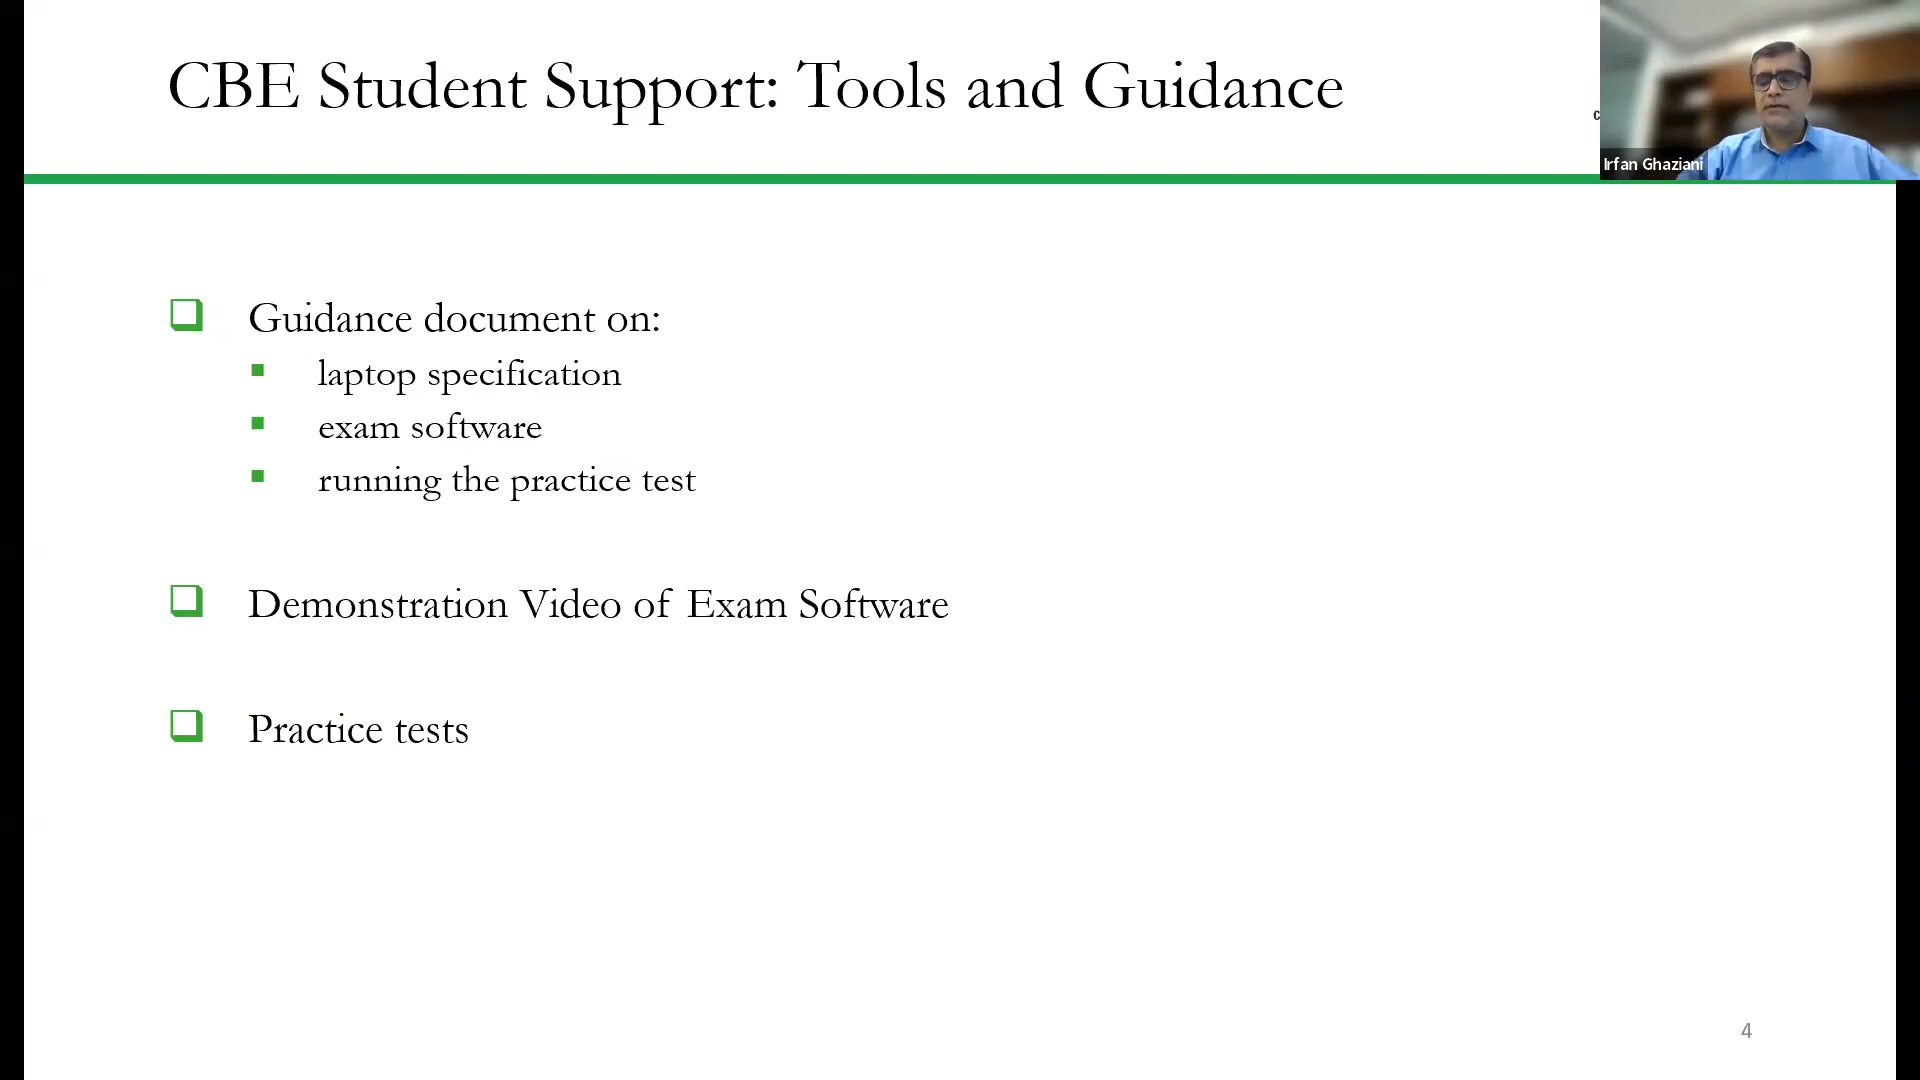 CBE Student Support: Tools and Guidance
Irfan Ghaziani
Guidance document on:
laptop specification
exam software
running the practice test
Demonstration Video of Exam Software
Practice tests
4